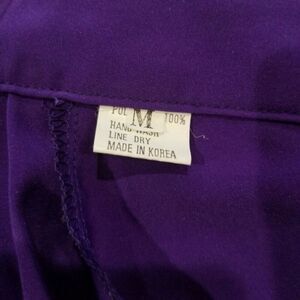 POL M 100%
HAND WASH
LINE DRY
MADE IN KOREA